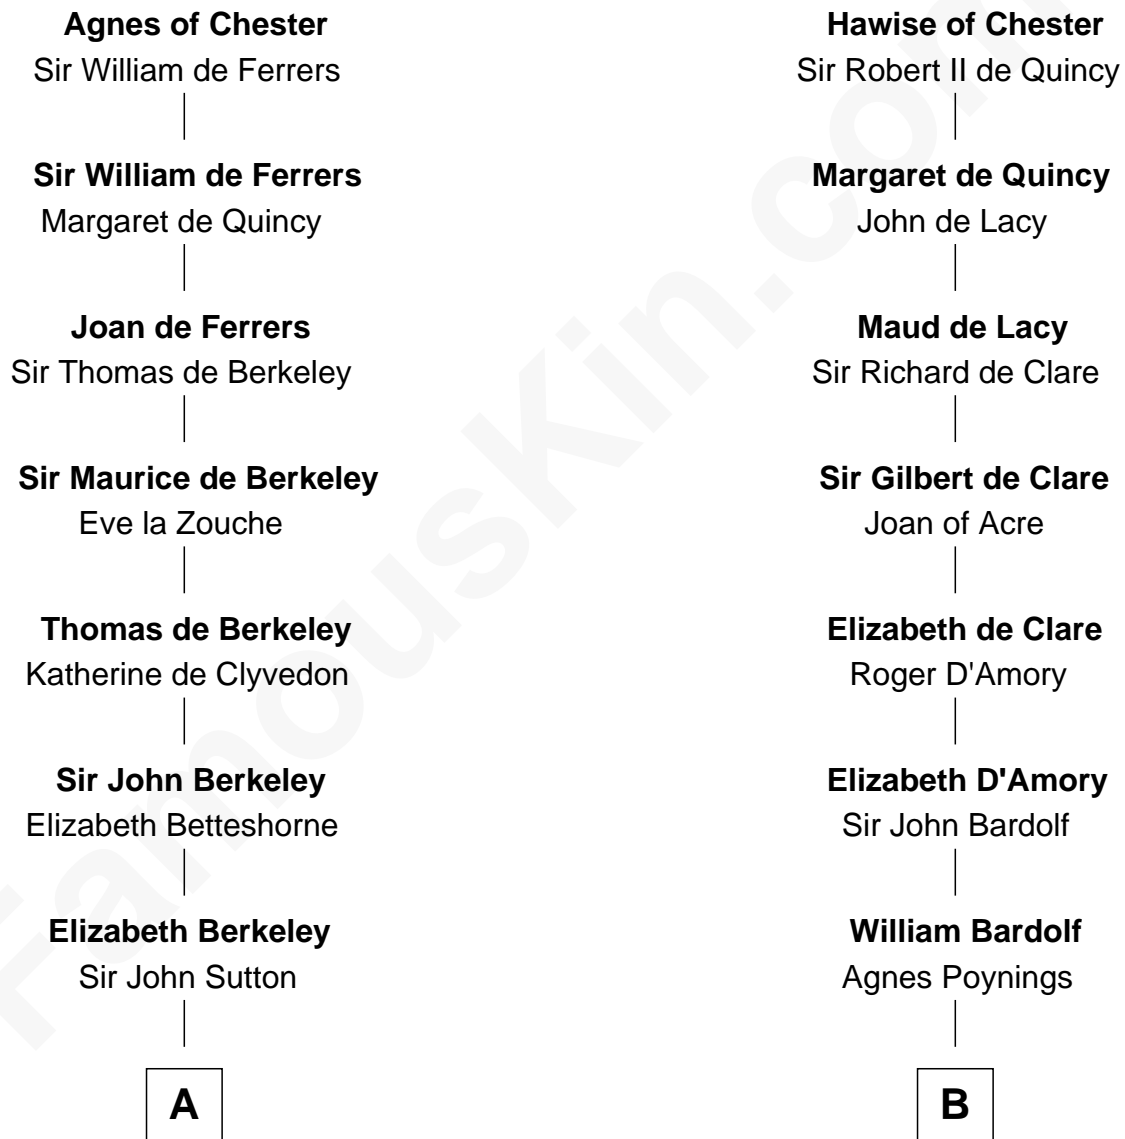 Agnes of Chester
Sir William de Ferrers
Sir William de Ferrers
Margaret de Quincy
Joan de Ferrers
Sir Thomas de Berkeley
Sir Maurice de Berkeley
Eve la Zouche
Thomas de Berkeley
Katherine de Clyvedon
Sir John Berkeley
Elizabeth Betteshorne
Elizabeth Berkeley
Sir John Sutton
A
Hawise of Chester
Sir Robert II de Quincy
Margaret de Quincy
John de Lacy
Maud de Lacy
Sir Richard de Clare
Sir Gilbert de Clare
Joan of Acre
Elizabeth de Clare
Roger D'Amory
Elizabeth D'Amory
Sir John Bardolf
William Bardolf
Agnes Poynings
B
FamousKin.com